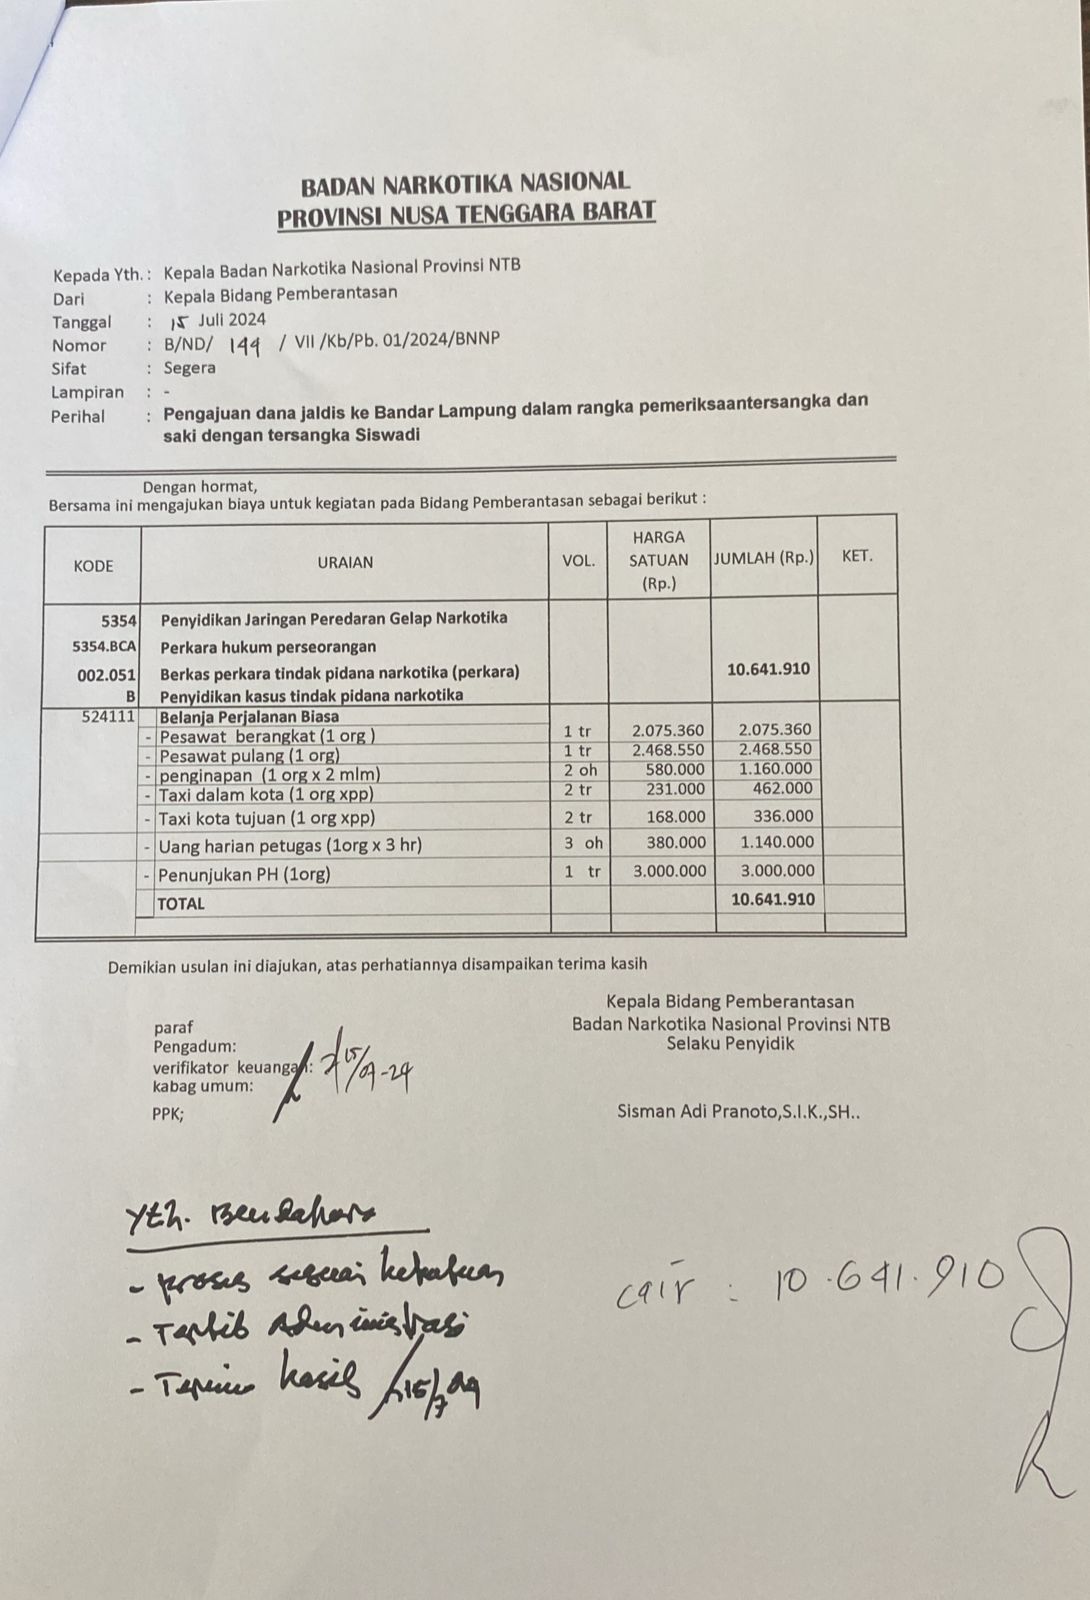 BADAN NARKOTIKA NASIONAL
PROVINSI NUSA TENGGARA BARAT
Kepada Yth. : Kepala Badan Narkotika Nasional Provinsi NTB
Dari : Kepala Bidang Pemberantasan
Tanggal : 15 Juli 2024
Nomor : B/ND/ 144 / VII /Kb/Pb. 01/2024/BNNP
Sifat : Segera
Lampiran : -
Perihal : Pengajuan dana jaldis ke Bandar Lampung dalam rangka pemeriksaantersangka dan
saki dengan tersangka Siswadi
Dengan hormat,
Bersama ini mengajukan biaya untuk kegiatan pada Bidang Pemberantasan sebagai berikut :
KODE URAIAN VOL. HARGA SATUAN (Rp.) JUMLAH (Rp.) KET.
5354 Penyidikan Jaringan Peredaran Gelap Narkotika
5354.BCA Perkara hukum perseorangan
002.051 Berkas perkara tindak pidana narkotika (perkara) 10.641.910
B Penyidikan kasus tindak pidana narkotika
524111 Belanja Perjalanan Biasa
- Pesawat berangkat (1 org ) 1 tr 2.075.360 2.075.360
- Pesawat pulang (1 org) 1 tr 2.468.550 2.468.550
- penginapan (1 org x 2 mlm) 2 oh 580.000 1.160.000
- Taxi dalam kota (1 org xpp) 2 tr 231.000 462.000
- Taxi kota tujuan (1 org xpp) 2 tr 168.000 336.000
- Uang harian petugas (1org x 3 hr) 3 oh 380.000 1.140.000
- Penunjukan PH (1org) 1 tr 3.000.000 3.000.000
TOTAL 10.641.910
Demikian usulan ini diajukan, atas perhatiannya disampaikan terima kasih
Kepala Bidang Pemberantasan
Badan Narkotika Nasional Provinsi NTB
Selaku Penyidik
Sisman Adi Pranoto,S.I.K.,SH..
paraf
Pengadum:
verifikator keuangan: 15/07-24
kabag umum:
PPK;
Yth. Bendahara
- proses sesuai
- Tertib Administrasi
- Terima kasih 15/7
cair : 10.641.910